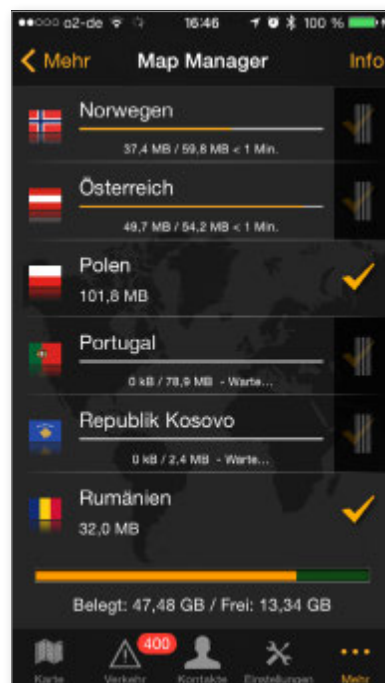 o2-de 16:46 100 %
Mehr Map Manager Info
Norwegen
37,4 MB / 59,8 MB < 1 Min.
Österreich
49,7 MB / 54,2 MB < 1 Min.
Polen
101,8 MB
Portugal
0 kB / 78,9 MB - Warte...
Republik Kosovo
0 kB / 2,4 MB - Warte...
Rumänien
32,0 MB
Belegt: 47,48 GB / Frei: 13,34 GB
400
Karte Verkehr Kontakte Einstellungen Mehr